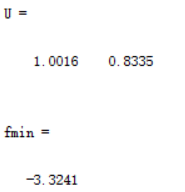 U =
1.0016 0.8335
fmin =
-3.3241